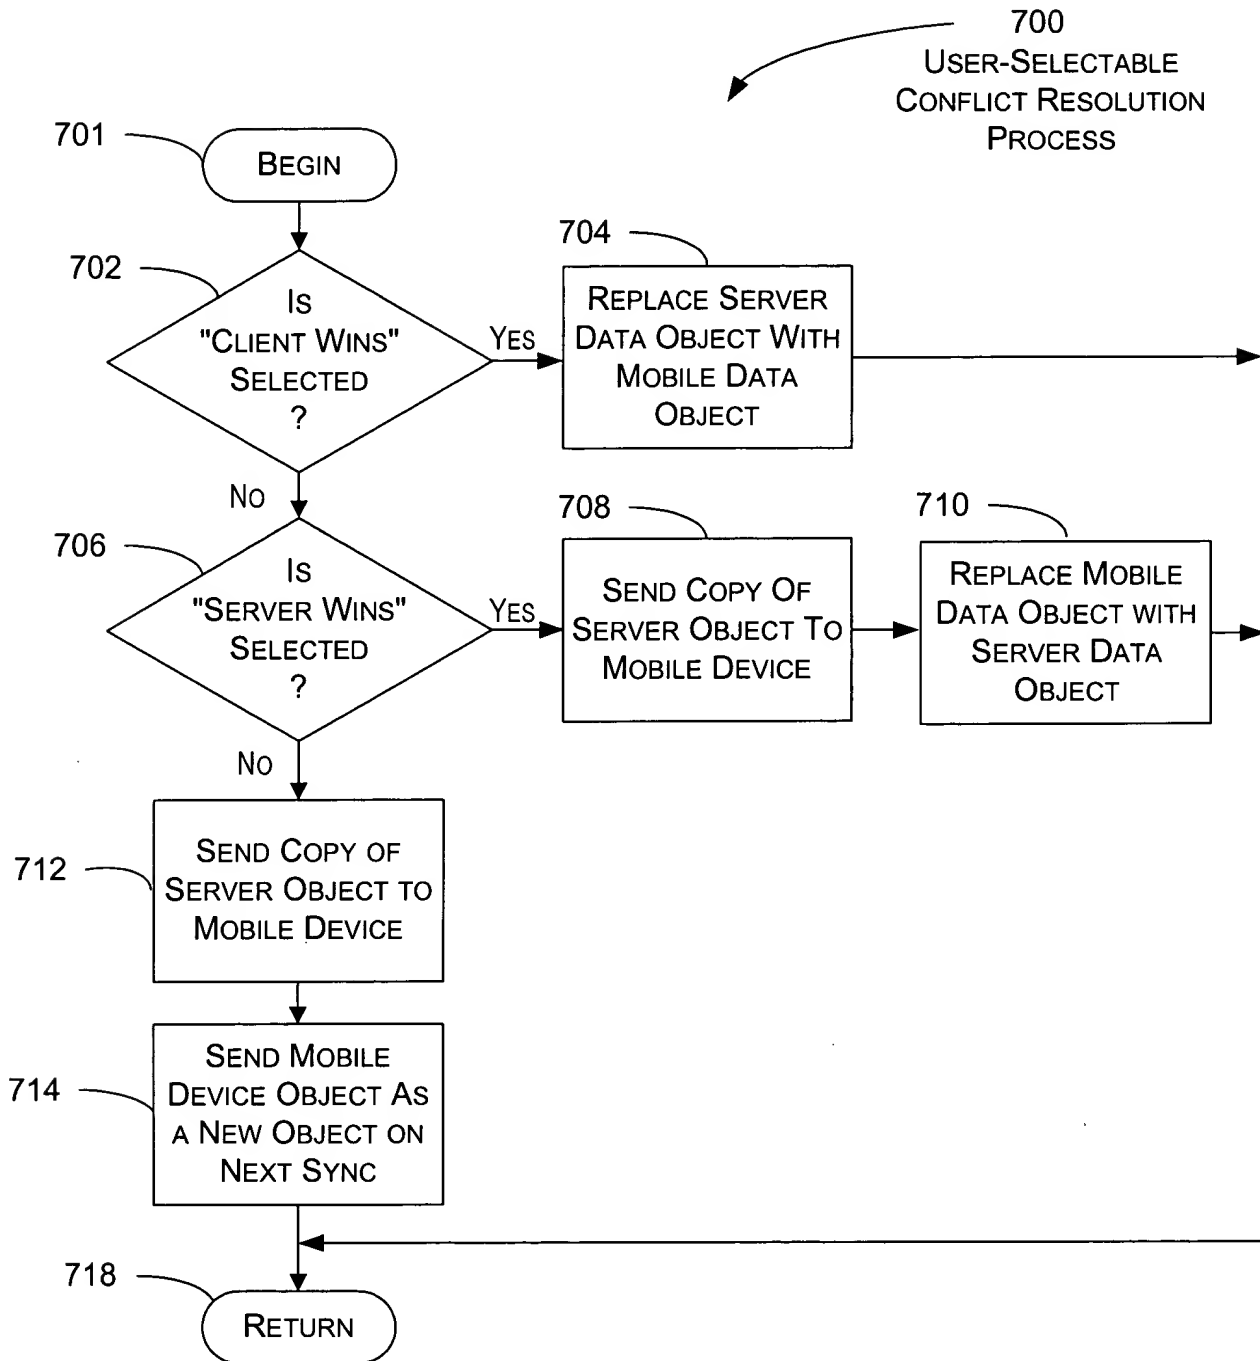 700
USER-SELECTABLE
CONFLICT RESOLUTION
PROCESS
701
BEGIN
702
IS
"CLIENT WINS"
SELECTED
?
YES
704
REPLACE SERVER
DATA OBJECT WITH
MOBILE DATA
OBJECT
NO
706
IS
"SERVER WINS"
SELECTED
?
YES
708
SEND COPY OF
SERVER OBJECT TO
MOBILE DEVICE
710
REPLACE MOBILE
DATA OBJECT WITH
SERVER DATA
OBJECT
NO
712
SEND COPY OF
SERVER OBJECT TO
MOBILE DEVICE
714
SEND MOBILE
DEVICE OBJECT AS
A NEW OBJECT ON
NEXT SYNC
718
RETURN